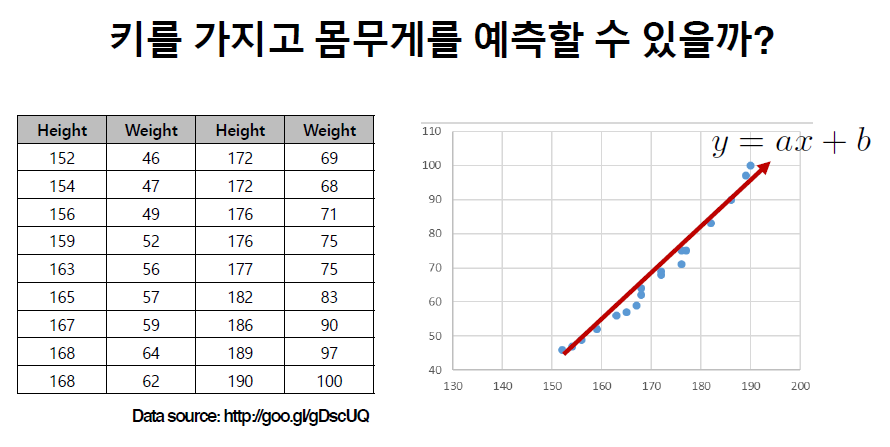 키를 가지고 몸무게를 예측할 수 있을까?
Height Weight Height Weight
152 46 172 69
154 47 172 68
156 49 176 71
159 52 176 75
163 56 177 75
165 57 182 83
167 59 186 90
168 64 189 97
168 62 190 100
Data source: http://goo.gl/gDscUQ
y = ax + b
110
100
90
80
70
60
50
40
130 140 150 160 170 180 190 200